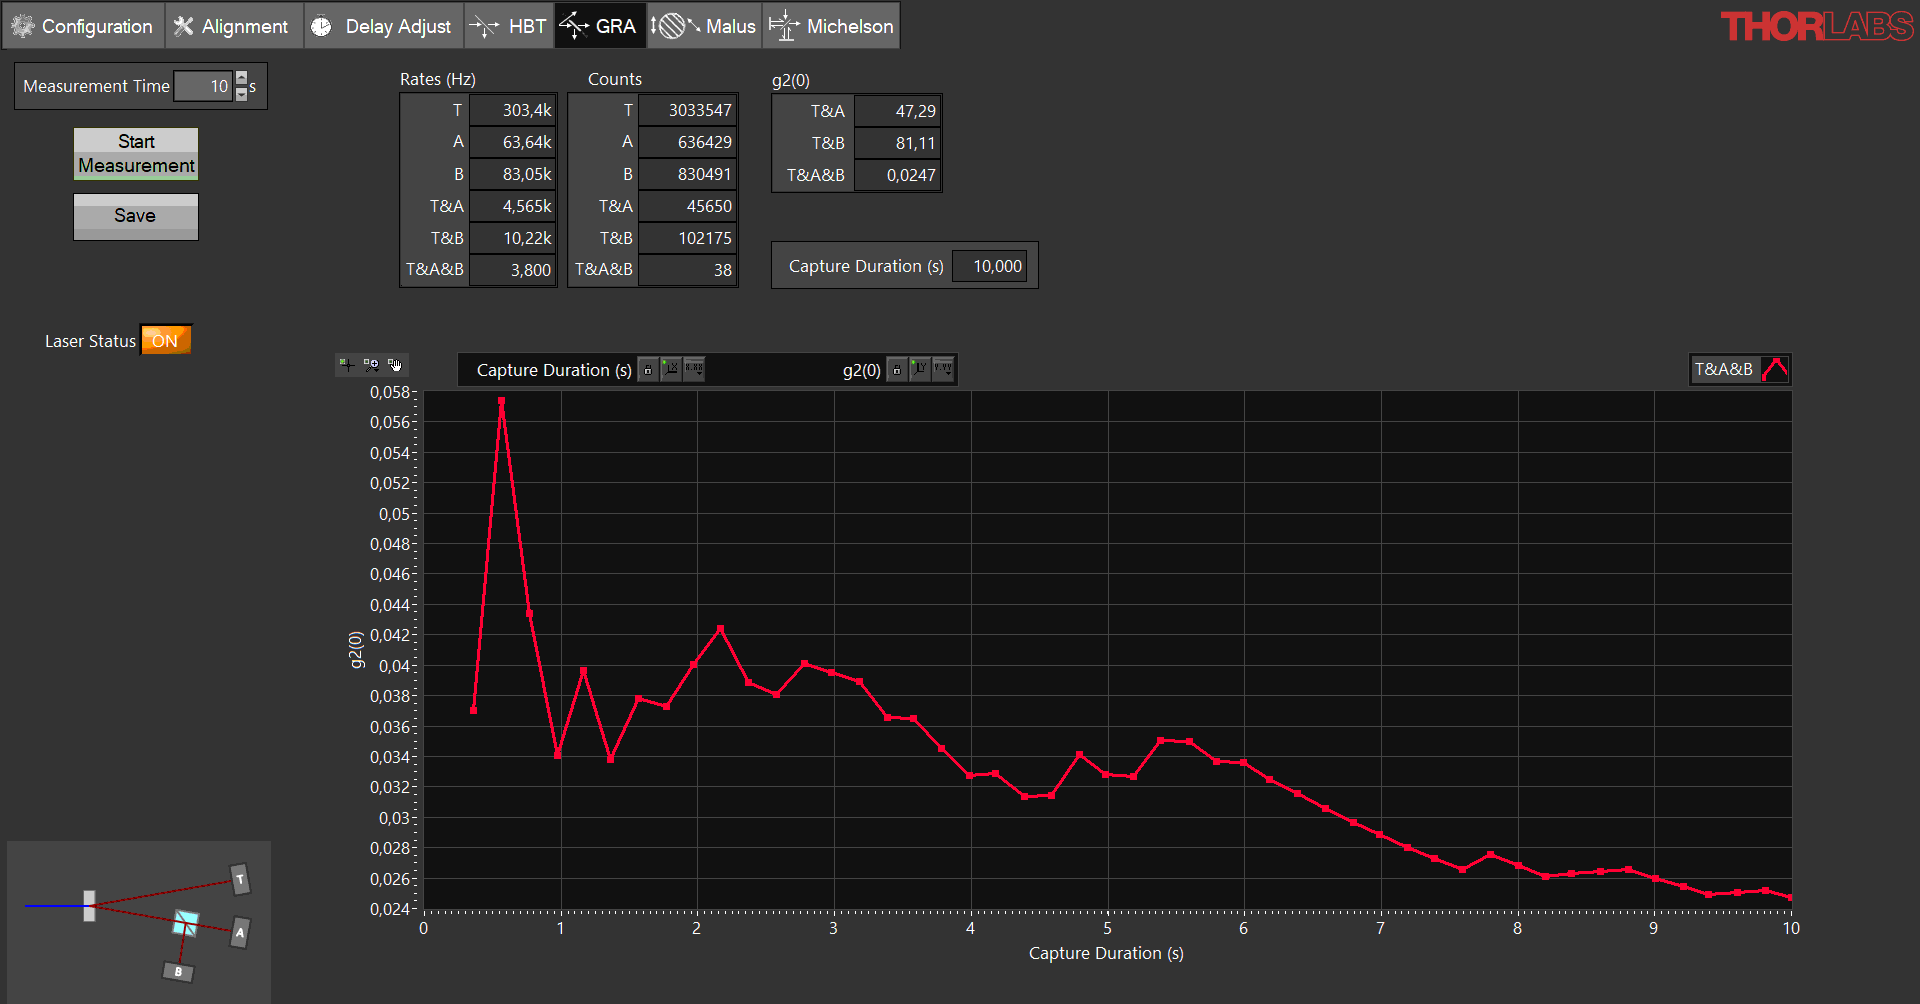 Configuration
Alignment
Delay Adjust
HBT
GRA
Malus
Michelson
THORLABS
Measurement Time 10 s
Start
Measurement
Save
Laser Status ON
Rates (Hz)
T 303,4k
A 63,64k
B 83,05k
T&A 4,565k
T&B 10,22k
T&A&B 3,800
Counts
T 3033547
A 636429
B 830491
T&A 45650
T&B 102175
T&A&B 38
g2(0)
T&A 47,29
T&B 81,11
T&A&B 0,0247
Capture Duration (s) 10,000
Capture Duration (s)
g2(0)
T&A&B
0,058
0,056
0,054
0,052
0,05
0,048
0,046
0,044
0,042
0,04
0,038
0,036
0,034
0,032
0,03
0,028
0,026
0,024
g2(0)
0 1 2 3 4 5 6 7 8 9 10
Capture Duration (s)
T
A
B